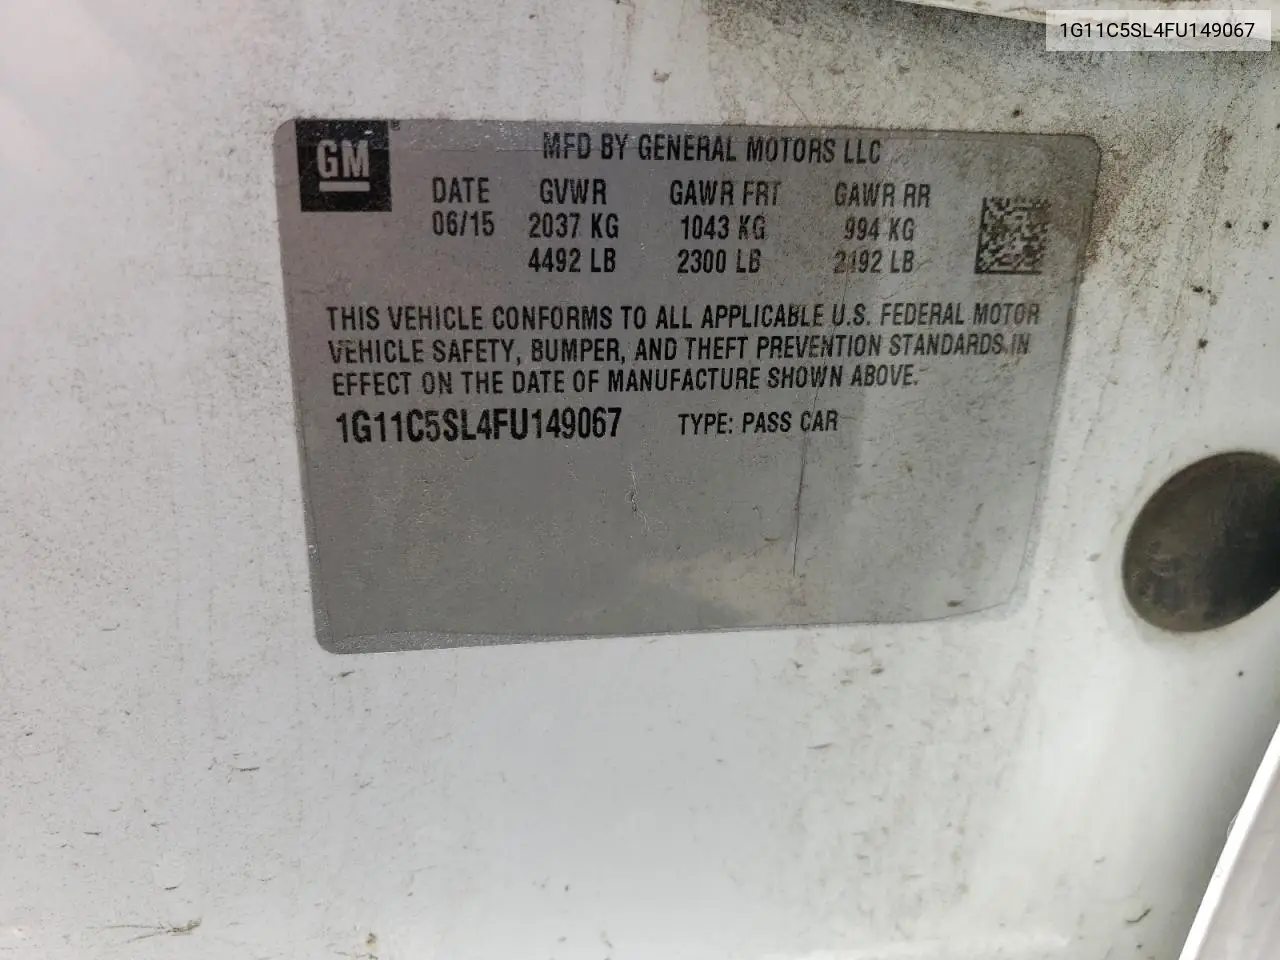 1G11C5SL4FU149067
GM
MFD BY GENERAL MOTORS LLC
DATE GVWR GAWR FRT GAWR RR
06/15 2037 KG 1043 KG 994 KG
4492 LB 2300 LB 2192 LB
THIS VEHICLE CONFORMS TO ALL APPLICABLE U.S. FEDERAL MOTOR
VEHICLE SAFETY, BUMPER, AND THEFT PREVENTION STANDARDS IN
EFFECT ON THE DATE OF MANUFACTURE SHOWN ABOVE.
1G11C5SL4FU149067 TYPE: PASS CAR